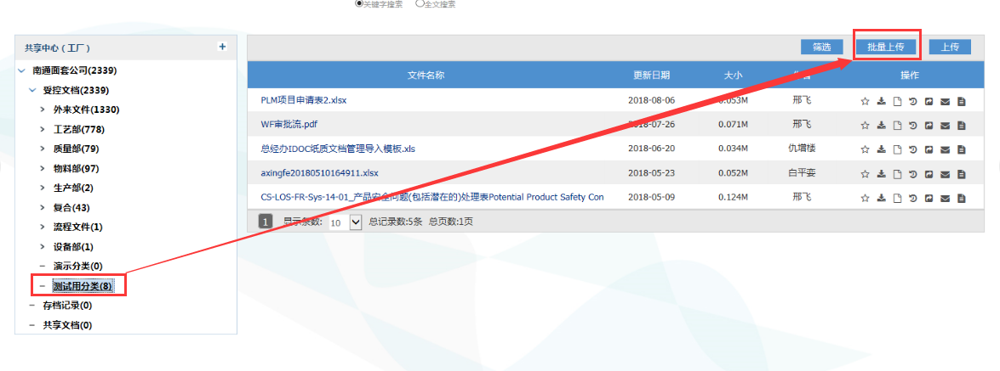 关键字搜索 全文搜索
共享中心（工厂） +
南通面套公司(2339)
受控文档(2339)
外来文件(1330)
工艺部(778)
质量部(79)
物料部(97)
生产部(2)
复合(43)
流程文件(1)
设备部(1)
演示分类(0)
测试用分类(8)
存档记录(0)
共享文档(0)
筛选 批量上传 上传
文件名称 更新日期 大小 操作
PLM项目申请表2.xlsx 2018-08-06 0.053M 邢飞
WF审批流.pdf 2018-07-26 0.071M 邢飞
总经办IDOC纸质文档管理导入模板.xls 2018-06-20 0.034M 仇增楼
axingfe20180510164911.xlsx 2018-05-23 0.052M 白平娈
CS-LOS-FR-Sys-14-01_产品安全问题(包括潜在的)处理表Potential Product Safety Con 2018-05-09 0.124M 邢飞
1 显示条数: 10 总记录数:5条 总页数:1页